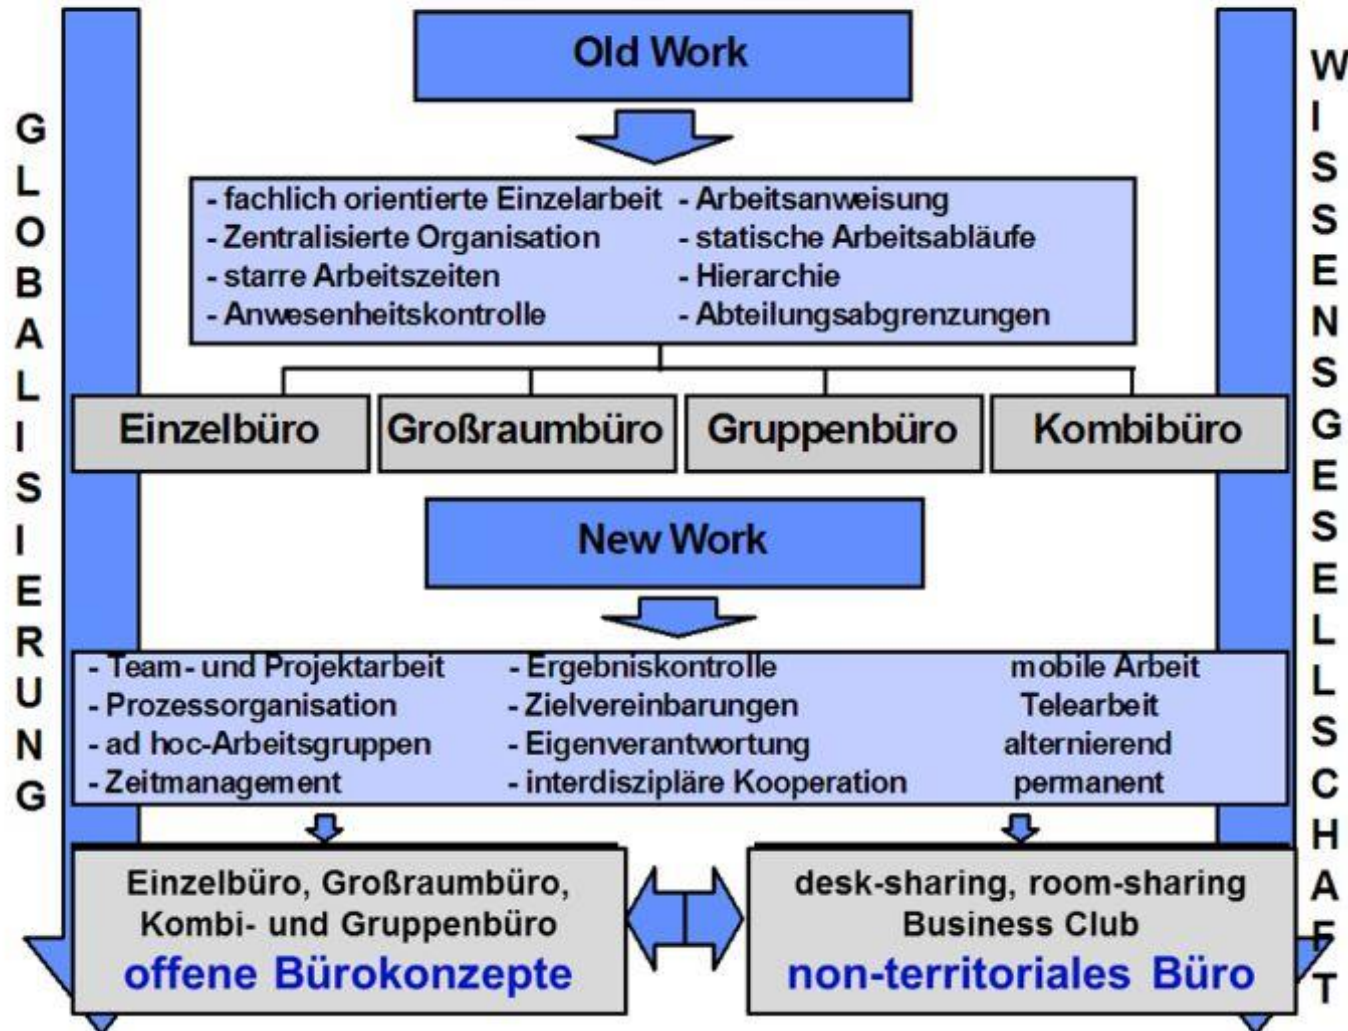 GLOBALISIERUNG
WISSENSGESELLSCHAFT
Old Work
- fachlich orientierte Einzelarbeit - Arbeitsanweisung
- Zentralisierte Organisation - statische Arbeitsabläufe
- starre Arbeitszeiten - Hierarchie
- Anwesenheitskontrolle - Abteilungsabgrenzungen
Einzelbüro Großraumbüro Gruppenbüro Kombibüro
New Work
- Team- und Projektarbeit - Ergebniskontrolle mobile Arbeit
- Prozessorganisation - Zielvereinbarungen Telearbeit
- ad hoc-Arbeitsgruppen - Eigenverantwortung alternierend
- Zeitmanagement - interdiszipläre Kooperation permanent
Einzelbüro, Großraumbüro,
Kombi- und Gruppenbüro
offene Bürokonzepte
desk-sharing, room-sharing
Business Club
non-territoriales Büro